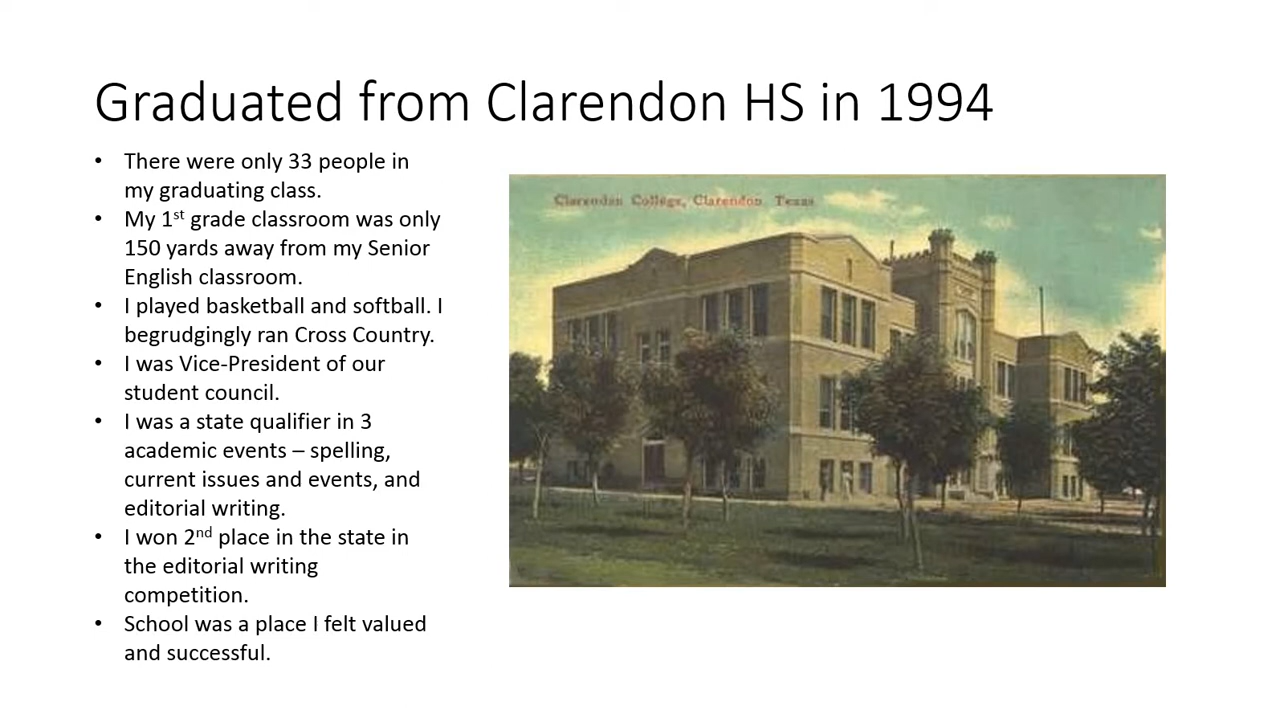 Graduated from Clarendon HS in 1994
• There were only 33 people in
my graduating class.
• My 1st grade classroom was only
150 yards away from my Senior
English classroom.
• I played basketball and softball. I
begrudgingly ran Cross Country.
• I was Vice-President of our
student council.
• I was a state qualifier in 3
academic events – spelling,
current issues and events, and
editorial writing.
• I won 2nd place in the state in
the editorial writing
competition.
• School was a place I felt valued
and successful.
Clarendon College, Clarendon Texas